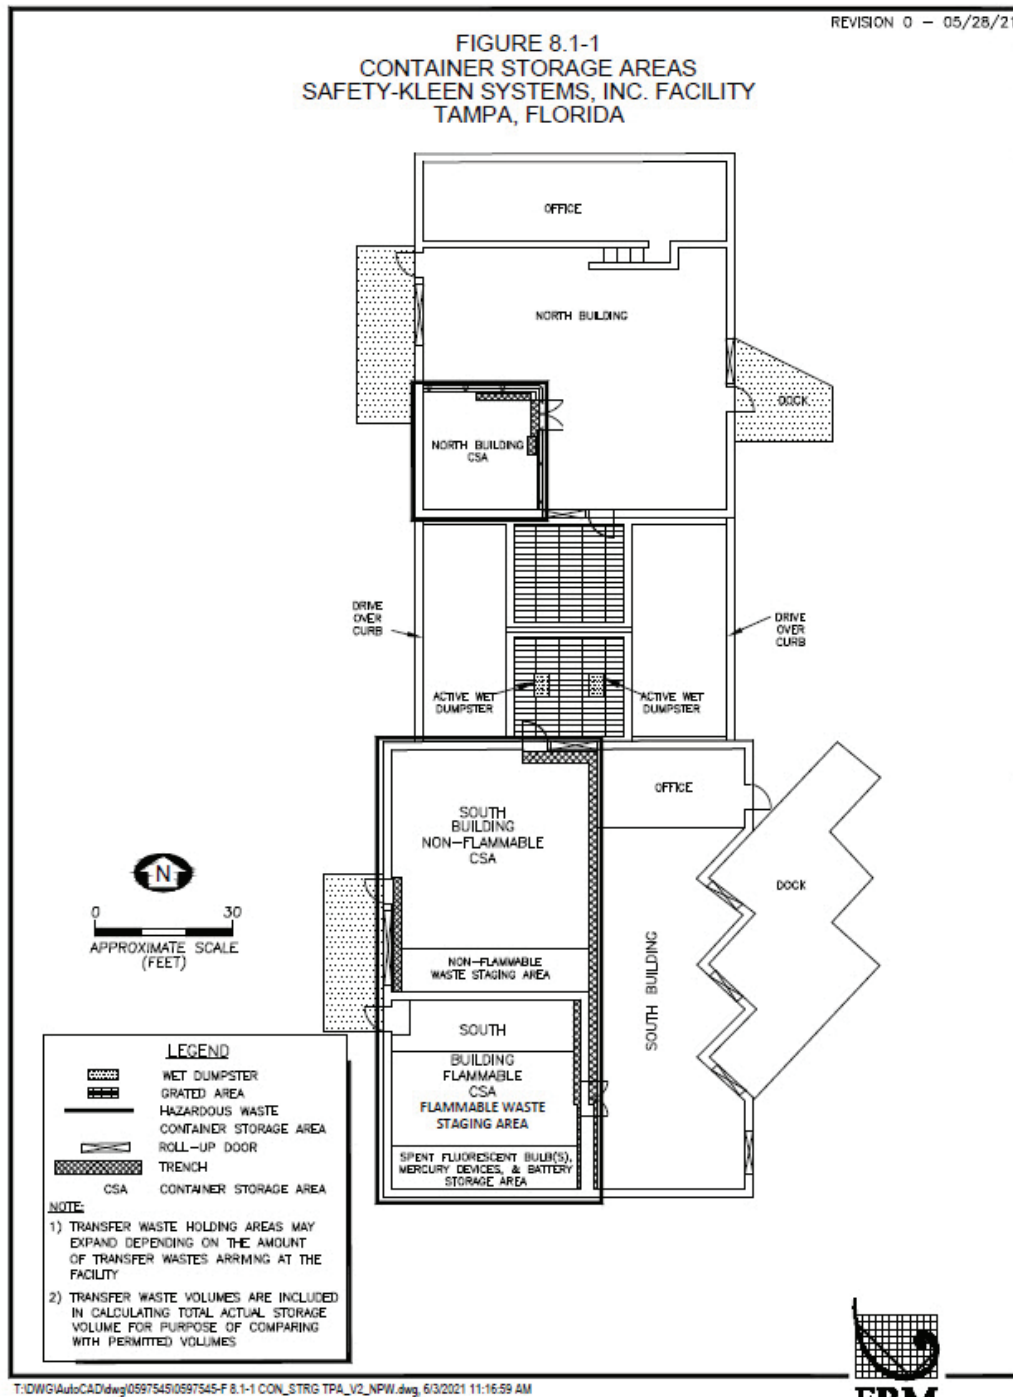 REVISION 0 – 05/28/21
FIGURE 8.1-1
CONTAINER STORAGE AREAS
SAFETY-KLEEN SYSTEMS, INC. FACILITY
TAMPA, FLORIDA
OFFICE
NORTH BUILDING
DOCK
NORTH BUILDING
CSA
DRIVE
OVER
CURB
DRIVE
OVER
CURB
ACTIVE WET
DUMPSTER
ACTIVE WET
DUMPSTER
OFFICE
SOUTH
BUILDING
NON-FLAMMABLE
CSA
DOCK
N
0 30
APPROXIMATE SCALE
(FEET)
NON-FLAMMABLE
WASTE STAGING AREA
SOUTH BUILDING
SOUTH
BUILDING
FLAMMABLE
CSA
FLAMMABLE WASTE
STAGING AREA
SPENT FLUORESCENT BULB(S),
MERCURY DEVICES, & BATTERY
STORAGE AREA
LEGEND
WET DUMPSTER
GRATED AREA
HAZARDOUS WASTE
CONTAINER STORAGE AREA
ROLL-UP DOOR
TRENCH
CSA CONTAINER STORAGE AREA
NOTE:
1) TRANSFER WASTE HOLDING AREAS MAY
EXPAND DEPENDING ON THE AMOUNT
OF TRANSFER WASTES ARRIVING AT THE
FACILITY
2) TRANSFER WASTE VOLUMES ARE INCLUDED
IN CALCULATING TOTAL ACTUAL STORAGE
VOLUME FOR PURPOSE OF COMPARING
WITH PERMITTED VOLUMES
ERM
T:\DWG\AutoCAD\dwg\0597545\0597545-F 8.1-1 CON_STRG TPA_V2_NPW.dwg, 6/3/2021 11:16:59 AM